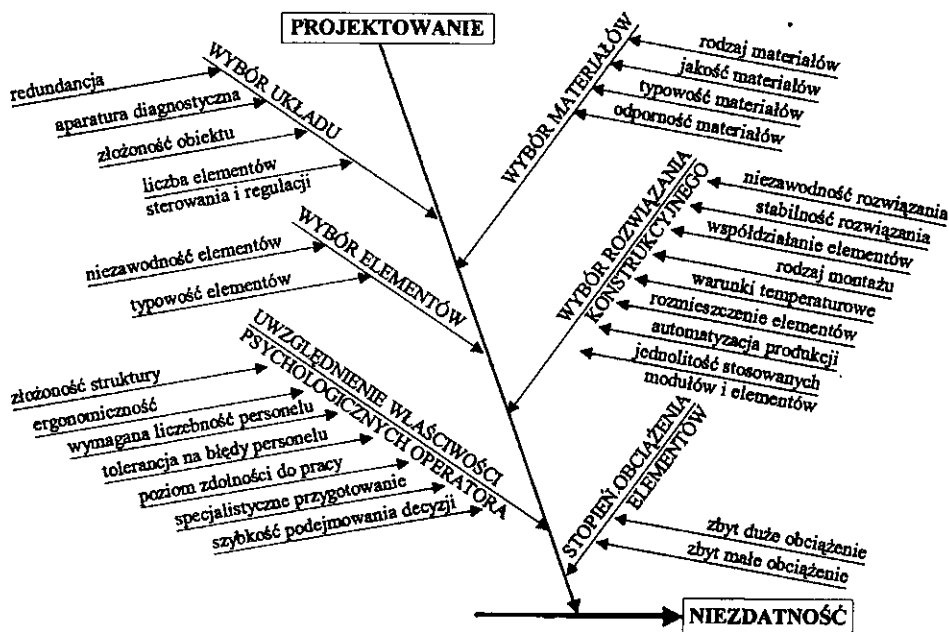 PROJEKTOWANIE
WYBÓR UKŁADU
redundancja
aparatura diagnostyczna
złożoność obiektu
liczba elementów
sterowania i regulacji
WYBÓR MATERIAŁÓW
rodzaj materiałów
jakość materiałów
typowość materiałów
odporność materiałów
WYBÓR ELEMENTÓW
niezawodność elementów
typowość elementów
WYBÓR ROZWIĄZANIA
KONSTRUKCYJNEGO
niezawodność rozwiązania
stabilność rozwiązania
współdziałanie elementów
rodzaj montażu
warunki temperaturowe
rozmieszczenie elementów
automatyzacja produkcji
jednolitość stosowanych
modułów i elementów
UWZGLĘDNIENIE WŁAŚCIWOŚCI
PSYCHOLOGICZNYCH OPERATORA
złożoność struktury
ergonomiczność
wymagana liczebność personelu
tolerancja na błędy personelu
poziom zdolności do pracy
specjalistyczne przygotowanie
szybkość podejmowania decyzji
STOPIEŃ OBCIĄŻENIA
ELEMENTÓW
zbyt duże obciążenie
zbyt małe obciążenie
NIEZDATNOŚĆ